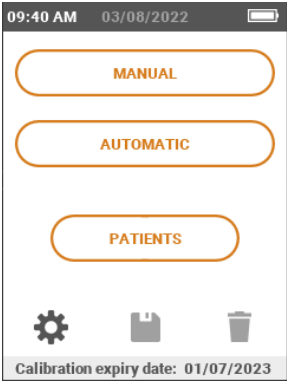 09:40 AM 03/08/2022
MANUAL
AUTOMATIC
PATIENTS
Calibration expiry date: 01/07/2023